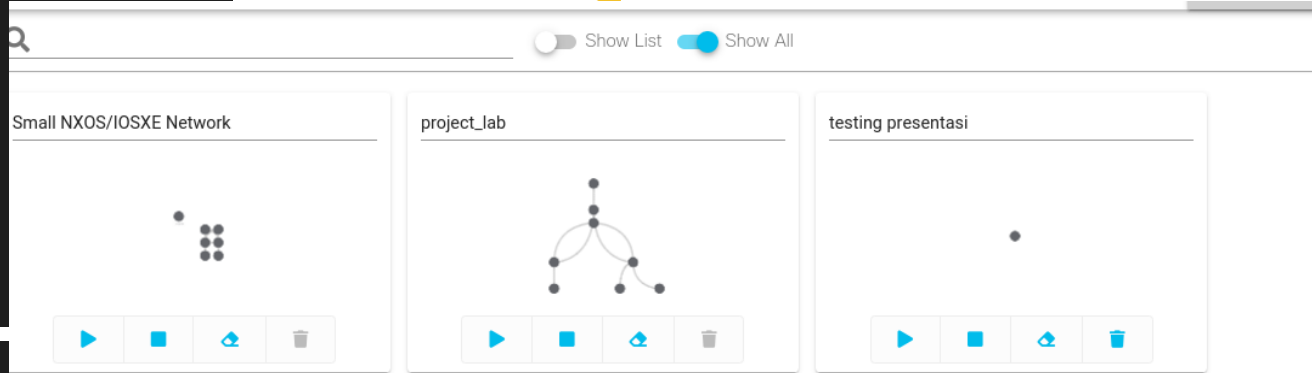 Show List
Show All
Small NXOS/IOSXE Network
project_lab
testing presentasi